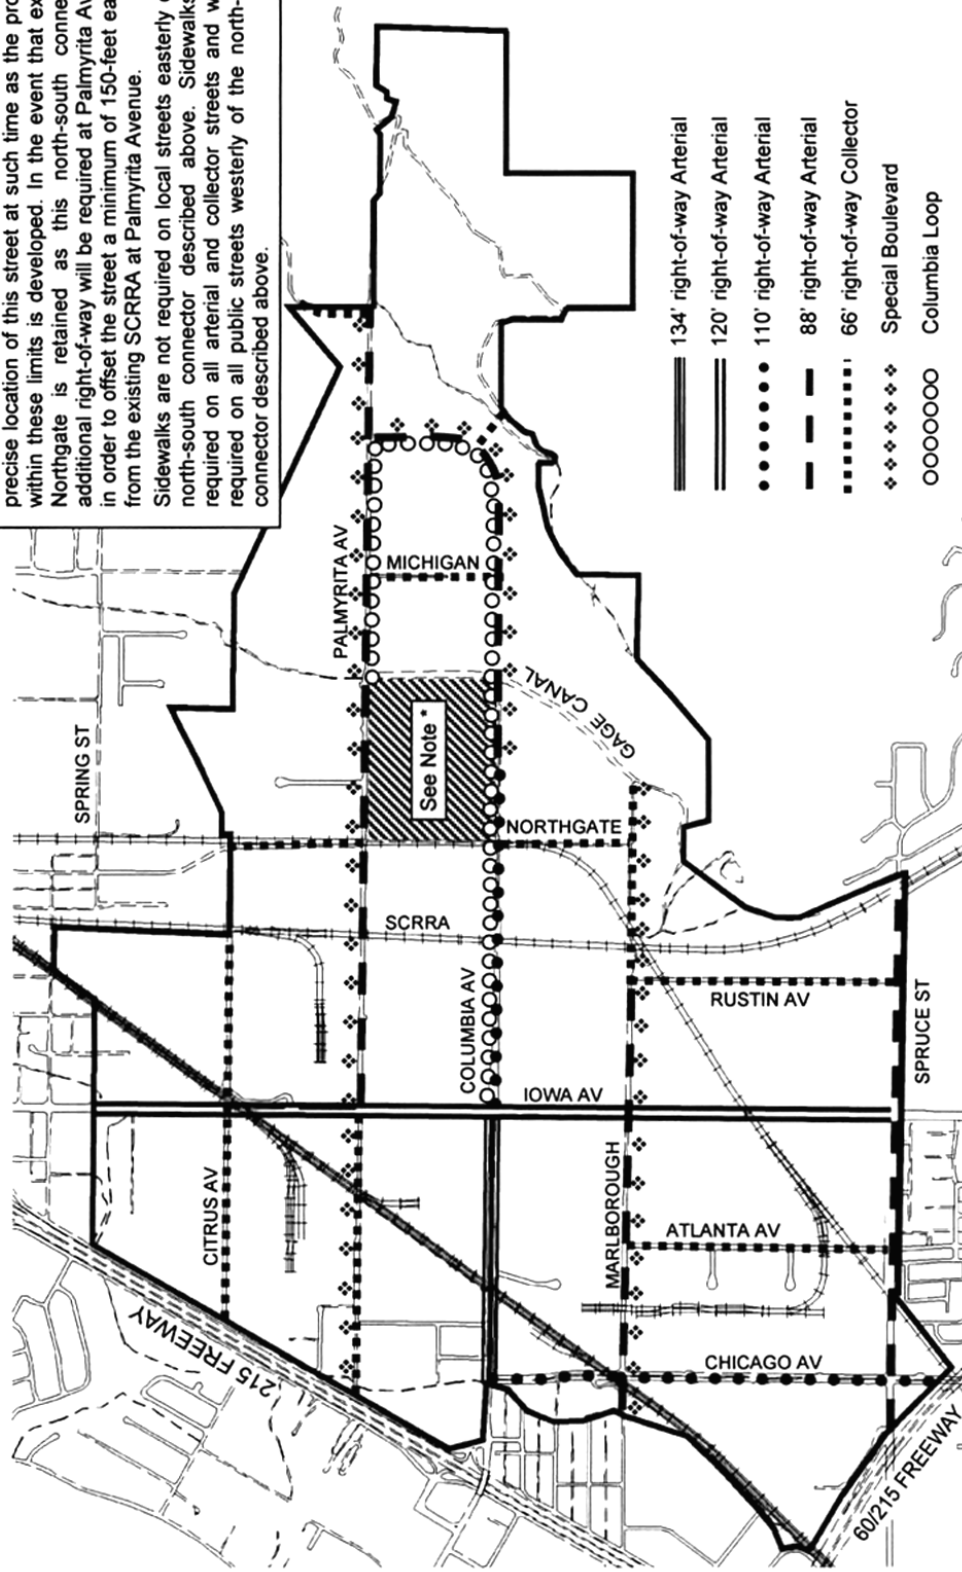 precise location of this street at such time as the
within these limits is developed. In the event that
Northgate is retained as this north-south
additional right-of-way will be required at Palmyrita
in order to offset the street a minimum of 150-feet
from the existing SCRRA at Palmyrita Avenue.
Sidewalks are not required on local streets easterly
north-south connector described above. Sidewalks
required on all arterial and collector streets and
required on all public streets westerly of the north-
connector described above.
134' right-of-way Arterial
120' right-of-way Arterial
110' right-of-way Arterial
88' right-of-way Arterial
66' right-of-way Collector
Special Boulevard
Columbia Loop
SPRING ST
PALMYRITA AV
MICHIGAN
See Note *
GAGE CANAL
NORTHGATE
SCRRA
COLUMBIA AV
RUSTIN AV
SPRUCE ST
IOWA AV
CITRUS AV
MARLBOROUGH
ATLANTA AV
CHICAGO AV
215 FREEWAY
60/215 FREEWAY